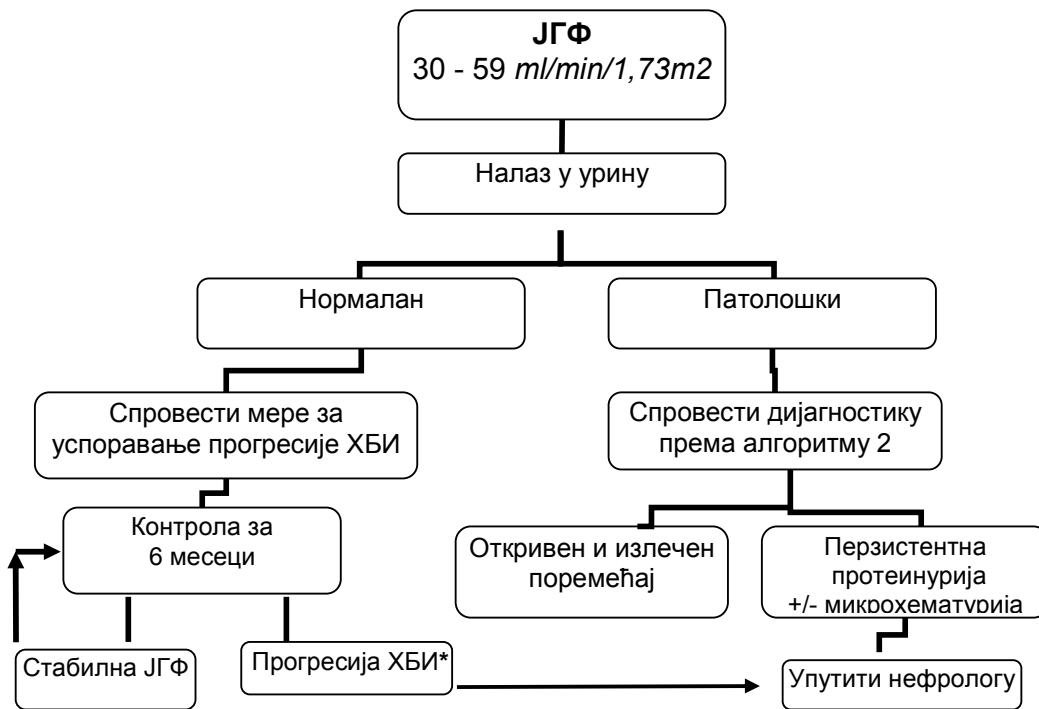 ЈГФ
30 - 59 ml/min/1,73m2
Налаз у урину
Нормалан
Патолошки
Спровести мере за
успоравање прогресије ХБИ
Спровести дијагностику
према алгоритму 2
Контрола за
6 месеци
Откривен и излечен
поремећај
Перзистентна
протеинурија
+/- микрохематурија
Стабилна ЈГФ
Прогресија ХБИ*
Упутити нефрологу